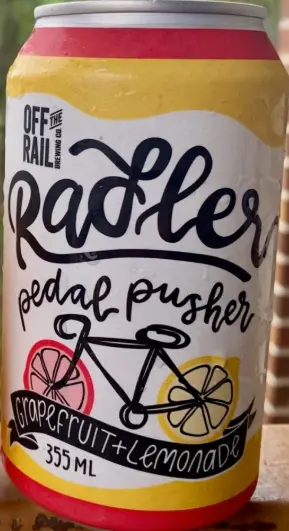 OFF THE
RAIL BREWING CO.
Radler
pedal pusher
GRAPEFRUIT + LEMONADE
355 ML